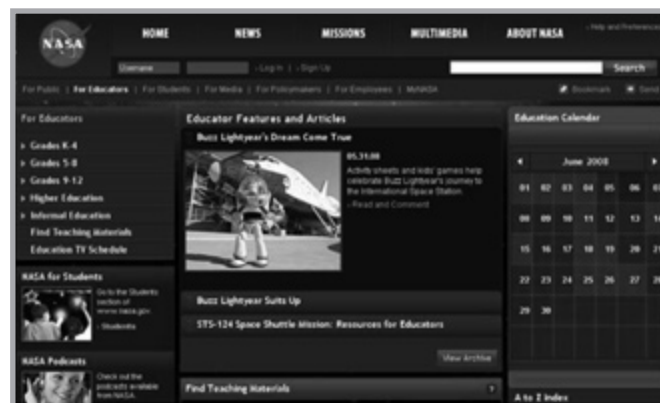 NASA
HOME NEWS MISSIONS MULTIMEDIA ABOUT NASA › Help and Preferences
Username › Log In | › Sign Up Search
For Public | For Educators | For Students | For Media | For Policymakers | For Employees | MyNASA Bookmark Send
For Educators
› Grades K-4
› Grades 5-8
› Grades 9-12
› Higher Education
› Informal Education
Find Teaching Materials
Education TV Schedule
NASA for Students
Go to the Students
section of
www.nasa.gov.
› Students
NASA Podcasts
Check out the
podcasts available
from NASA.
Educator Features and Articles
Buzz Lightyear's Dream Come True
05.31.08
Activity sheets and kids' games help
celebrate Buzz Lightyear's journey to
the International Space Station.
› Read and Comment
Buzz Lightyear Suits Up
STS-124 Space Shuttle Mission: Resources for Educators
View Archive
Find Teaching Materials ?
Education Calendar
June 2008
01 02 03 04 05 06
08 09 10 11 12 13
15 16 17 18 19 20 21
22 23 24 25 26 27
29 30
A to Z Index